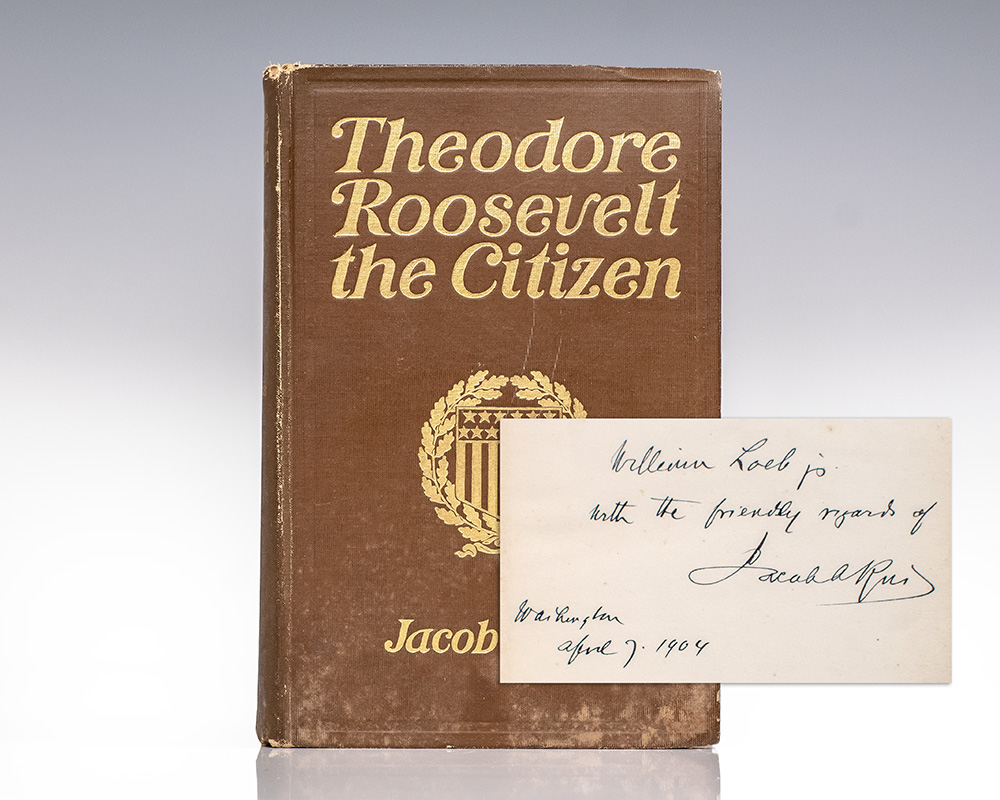 Theodore
Roosevelt
the Citizen
Jacob
William Loeb jr.
with the friendly regards of
Jacob A Riis
Washington
April 7. 1904